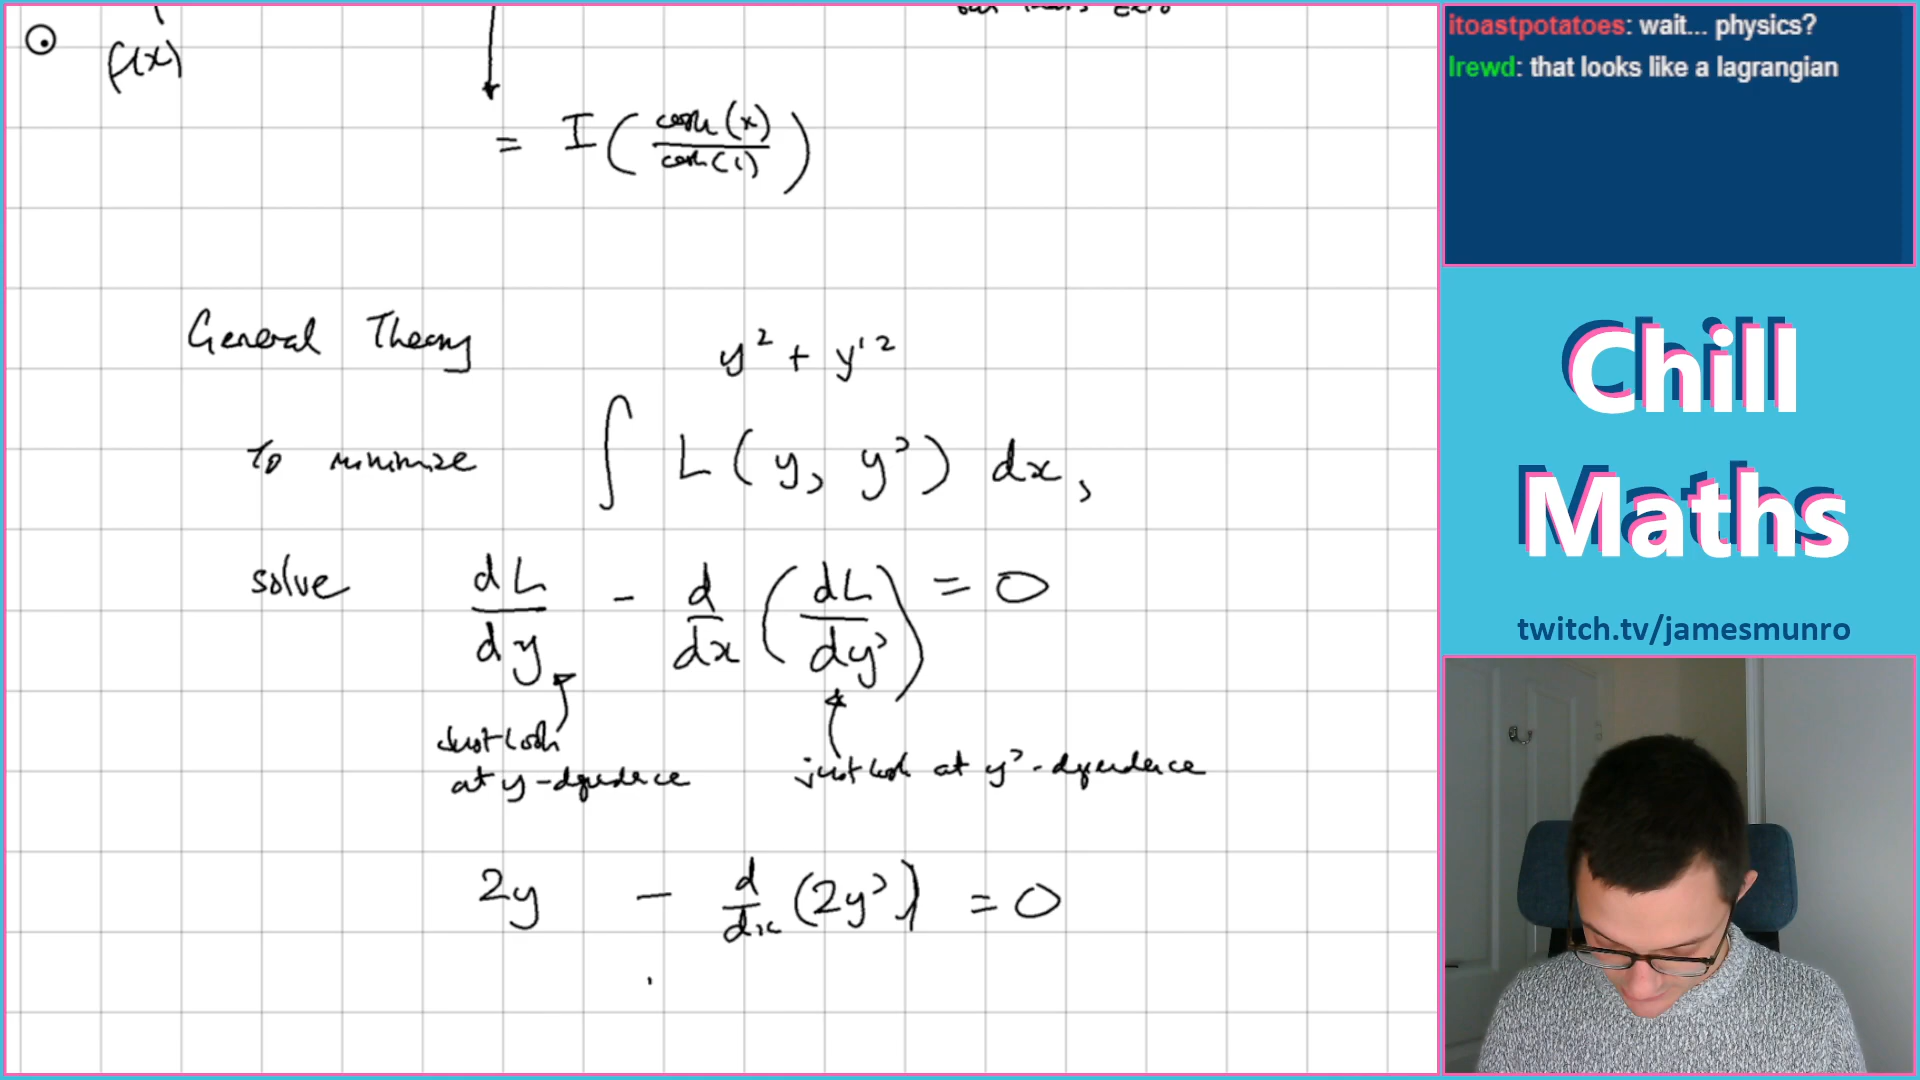 f(x)
= I ( cosh(x) / cosh(1) )
General Theory
y² + y'²
to minimize ∫ L(y, y') dx,
solve dL/dy - d/dx (dL/dy') = 0
Just look
at y-dependence
just look at y'-dependence
2y - d/dx (2y') = 0
itoastpotatoes: wait... physics?
lrewd: that looks like a lagrangian
Chill
Maths
twitch.tv/jamesmunro